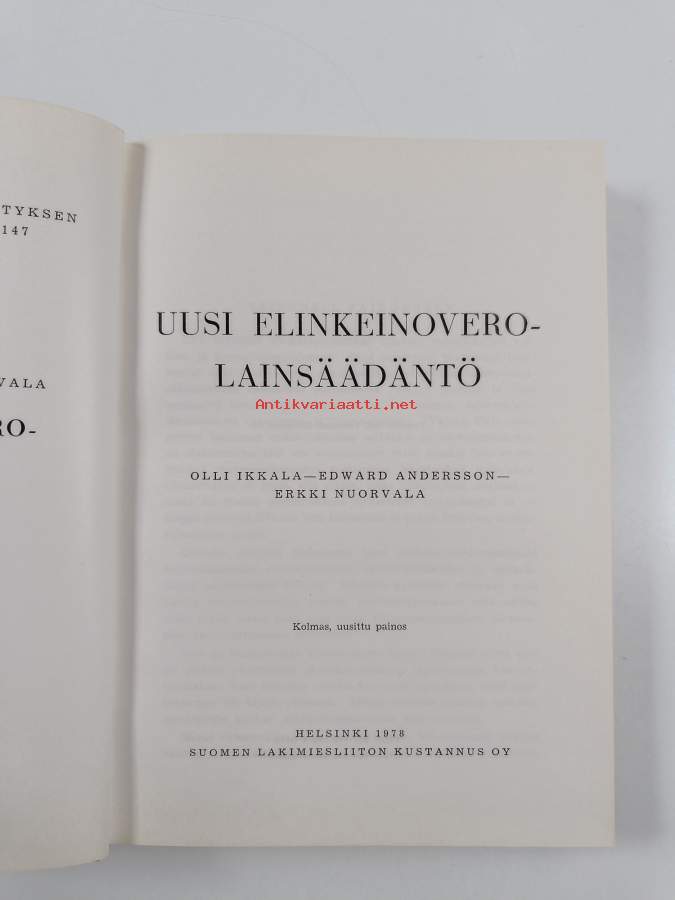 TYKSEN
147
VALA
RO-
UUSI ELINKEINOVERO-
LAINSÄÄDÄNTÖ
Antikvariaatti.net
OLLI IKKALA—EDWARD ANDERSSON—
ERKKI NUORVALA
Kolmas, uusittu painos
HELSINKI 1978
SUOMEN LAKIMIESLIITON KUSTANNUS OY